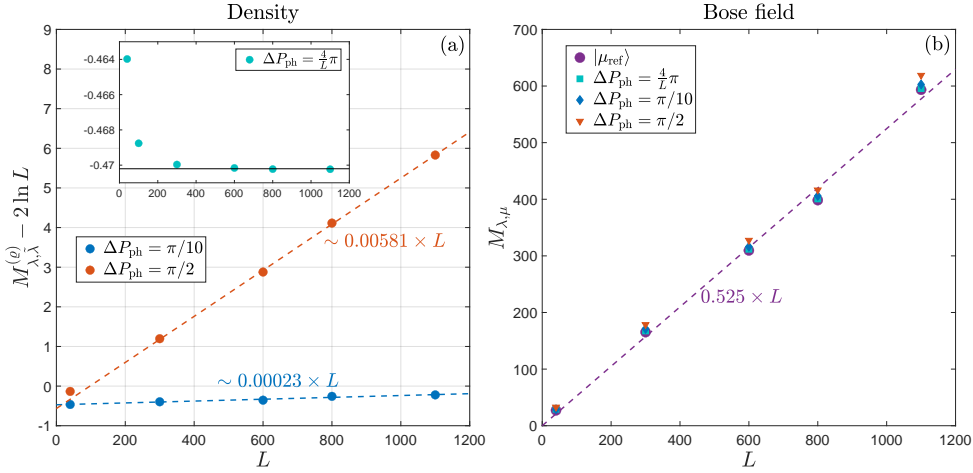 Density
(a)
9
8
7
6
5
4
3
2
1
0
-1
M_{λ,λ̃}^{(ϱ)} − 2 ln L
0 200 400 600 800 1000 1200
L
-0.464
-0.466
-0.468
-0.47
0 200 400 600 800 1000 1200
ΔP_ph = 4/L π
ΔP_ph = π/10
ΔP_ph = π/2
∼ 0.00581 × L
∼ 0.00023 × L
Bose field
(b)
700
600
500
400
300
200
100
0
M_{λ,μ}
0 200 400 600 800 1000 1200
L
|μ_ref⟩
ΔP_ph = 4/L π
ΔP_ph = π/10
ΔP_ph = π/2
0.525 × L